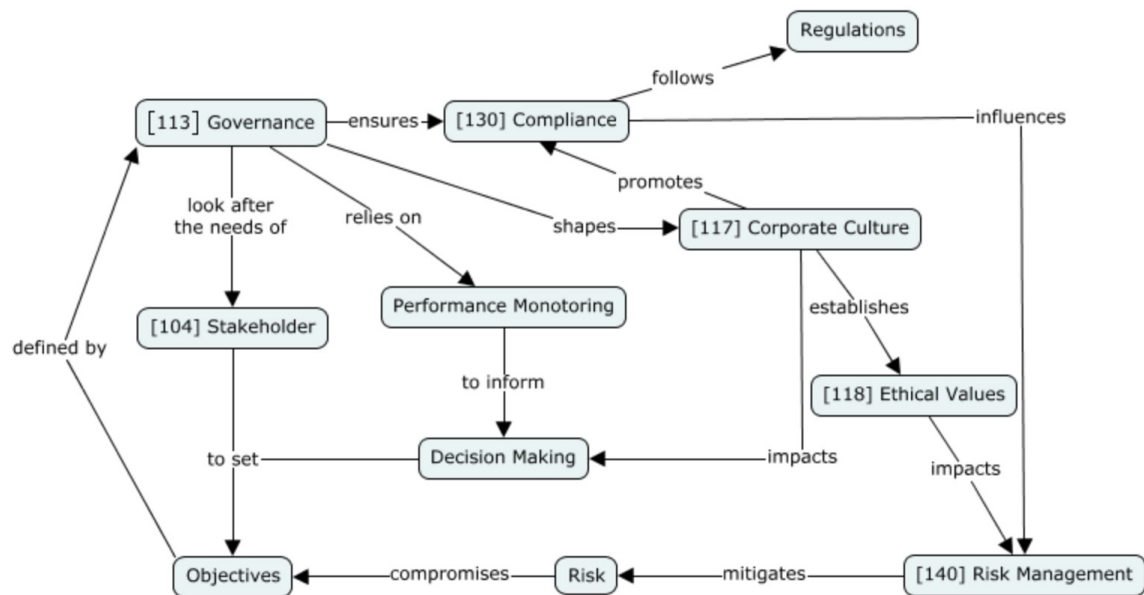 Regulations
follows
[113] Governance
ensures
[130] Compliance
influences
promotes
look after
the needs of
relies on
shapes
[117] Corporate Culture
Performance Monotoring
establishes
[104] Stakeholder
defined by
to inform
[118] Ethical Values
to set
Decision Making
impacts
impacts
Objectives
compromises
Risk
mitigates
[140] Risk Management